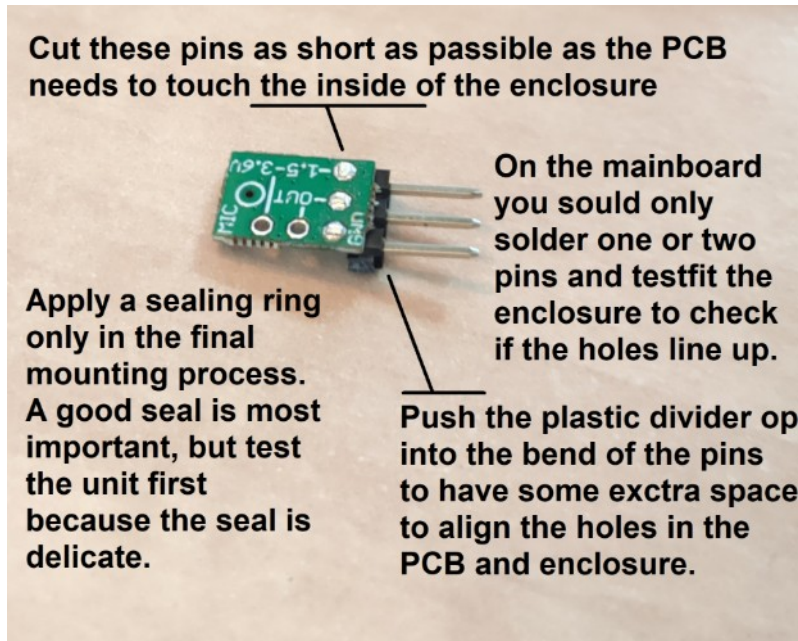 Cut these pins as short as passible as the PCB
needs to touch the inside of the enclosure
-1.5-3.6V
-OUT-
MIC
GWD
On the mainboard
you sould only
solder one or two
pins and testfit the
enclosure to check
if the holes line up.
Apply a sealing ring
only in the final
mounting process.
A good seal is most
important, but test
the unit first
because the seal is
delicate.
Push the plastic divider op
into the bend of the pins
to have some exctra space
to align the holes in the
PCB and enclosure.